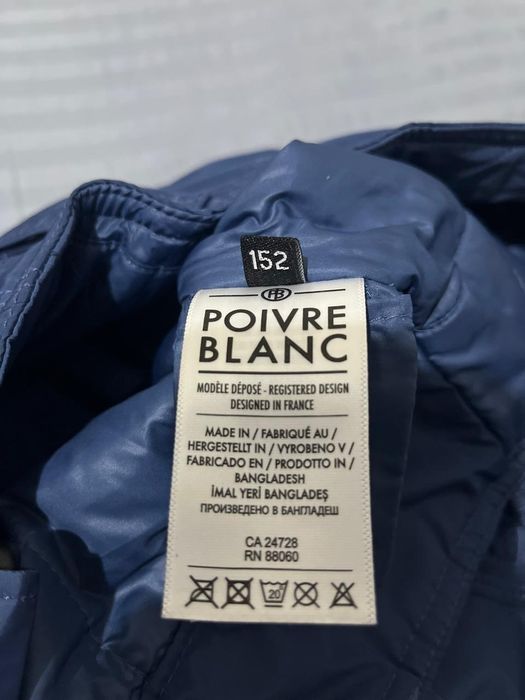 152
PB
POIVRE
BLANC
MODÈLE DÉPOSÉ - REGISTERED DESIGN
DESIGNED IN FRANCE
MADE IN / FABRIQUÉ AU /
HERGESTELLT IN / VYROBENO V /
FABRICADO EN / PRODOTTO IN /
BANGLADESH
İMAL YERİ BANGLADEŞ
ПРОИЗВЕДЕНО В БАНГЛАДЕШ
CA 24728
RN 88060
20°